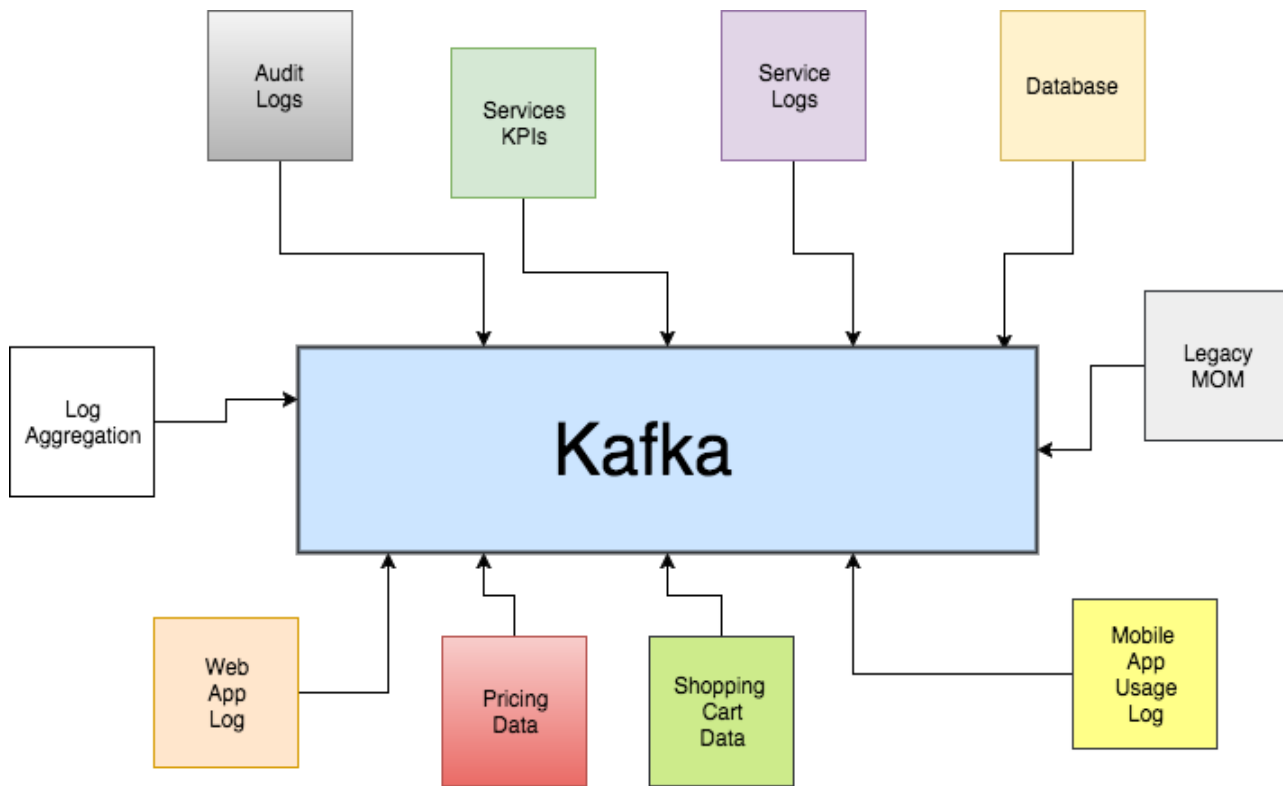 Audit
Logs
Services
KPIs
Service
Logs
Database
Legacy
MOM
Log
Aggregation
Kafka
Web
App
Log
Pricing
Data
Shopping
Cart
Data
Mobile
App
Usage
Log